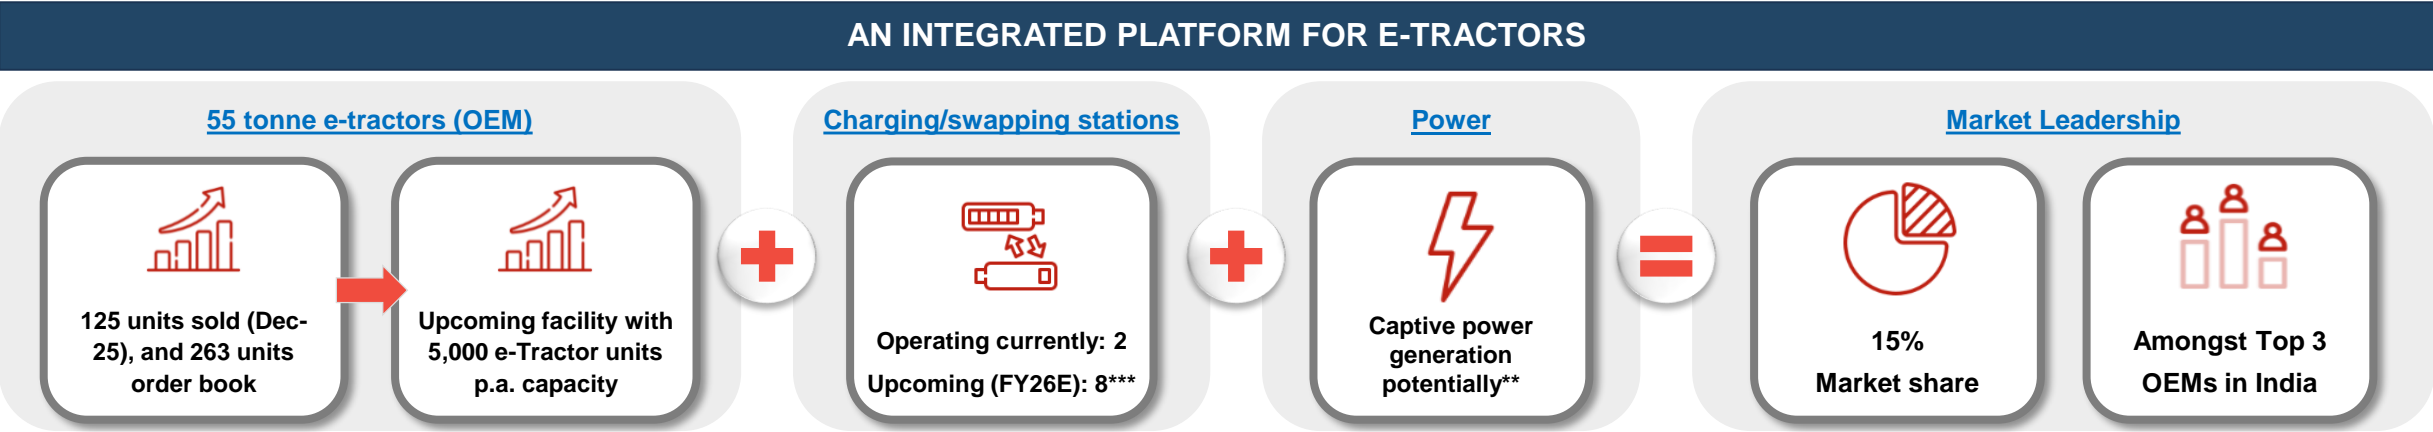 AN INTEGRATED PLATFORM FOR E-TRACTORS
55 tonne e-tractors (OEM)
125 units sold (Dec-
25), and 263 units
order book
Upcoming facility with
5,000 e-Tractor units
p.a. capacity
Charging/swapping stations
Operating currently: 2
Upcoming (FY26E): 8***
Power
Captive power
generation
potentially**
Market Leadership
15%
Market share
Amongst Top 3
OEMs in India